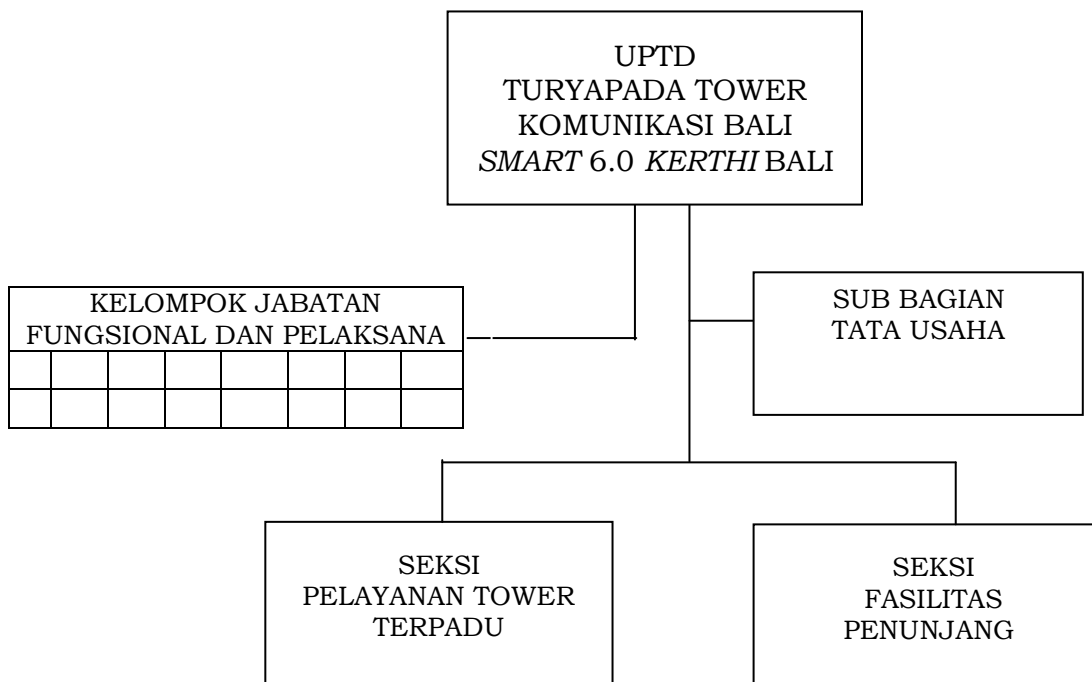 UPTD
TURYAPADA TOWER
KOMUNIKASI BALI
SMART 6.0 KERTHI BALI
KELOMPOK JABATAN
FUNGSIONAL DAN PELAKSANA
SUB BAGIAN
TATA USAHA
SEKSI
PELAYANAN TOWER
TERPADU
SEKSI
FASILITAS
PENUNJANG